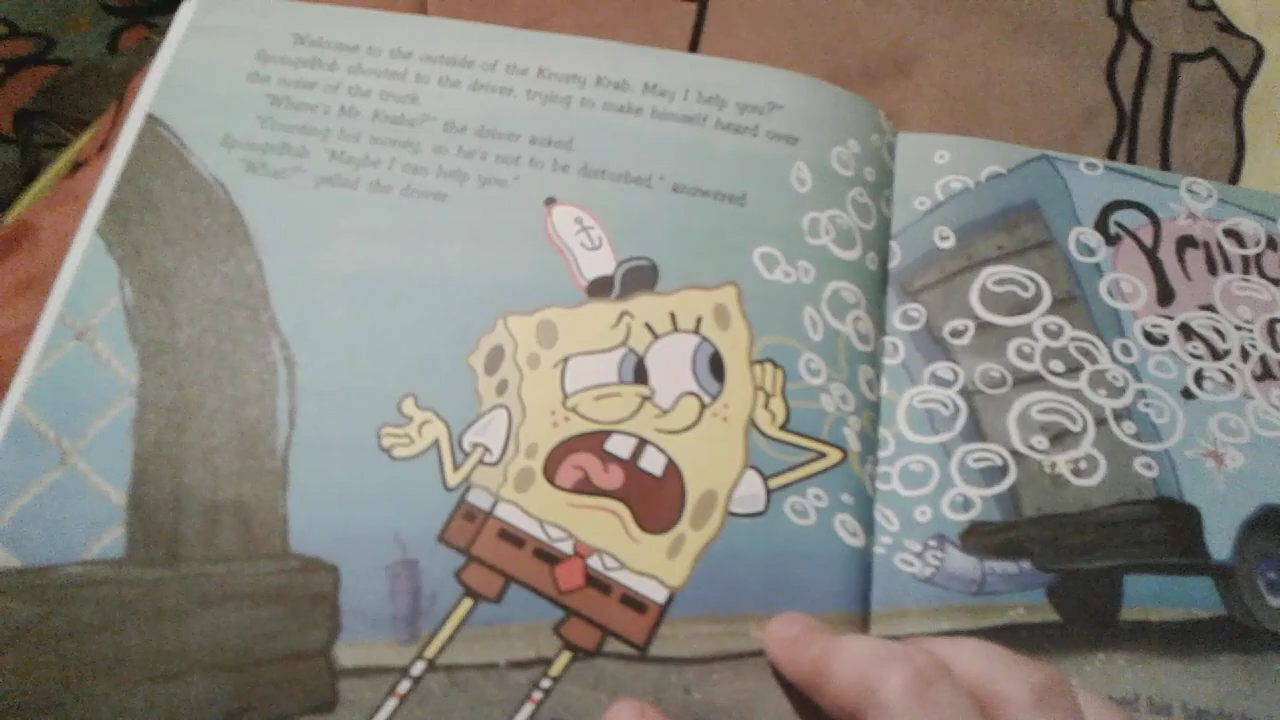 "Welcome to the outside of the Krusty Krab. May I help you?"
SpongeBob shouted to the driver, trying to make himself heard over
the noise of the truck.
"Where's Mr. Krabs?" the driver asked.
"Counting his money, so he's not to be disturbed," answered
SpongeBob. "Maybe I can help you."
"What?" yelled the driver.